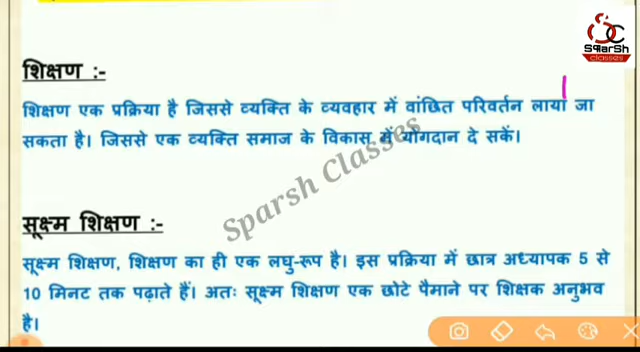 SparSh
classes
शिक्षण :-
शिक्षण एक प्रक्रिया है जिससे व्यक्ति के व्यवहार में वांछित परिवर्तन लाया जा
सकता है। जिससे एक व्यक्ति समाज के विकास में योगदान दे सकें।
Sparsh Classes
सूक्ष्म शिक्षण :-
सूक्ष्म शिक्षण, शिक्षण का ही एक लघु-रूप है। इस प्रक्रिया में छात्र अध्यापक 5 से
10 मिनट तक पढ़ाते हैं। अतः सूक्ष्म शिक्षण एक छोटे पैमाने पर शिक्षक अनुभव
है।